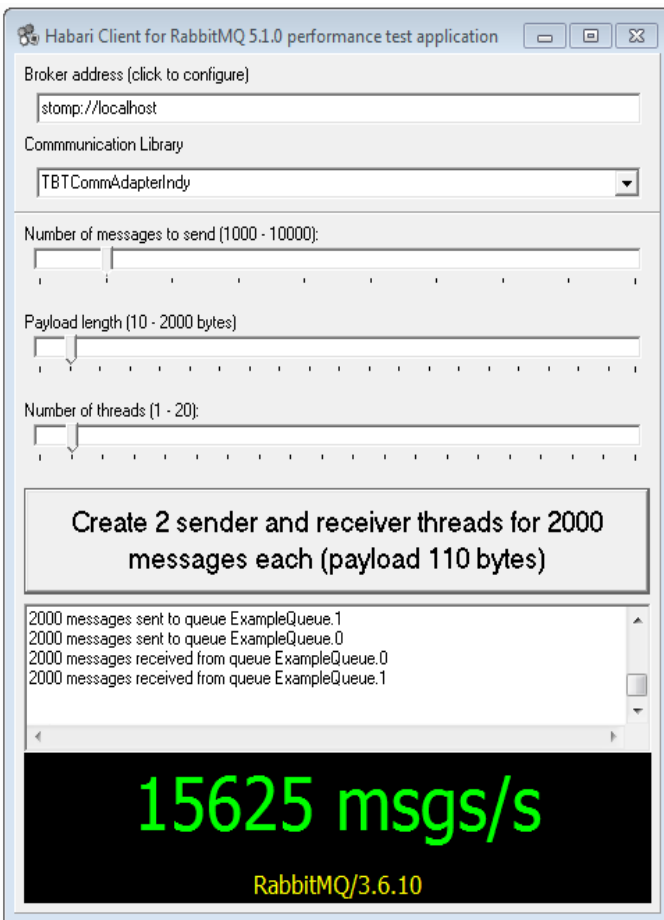 Habari Client for RabbitMQ 5.1.0 performance test application
Broker address (click to configure)
stomp://localhost
Commmunication Library
TBTCommAdapterIndy
Number of messages to send (1000 - 10000):
Payload length (10 - 2000 bytes)
Number of threads (1 - 20):
Create 2 sender and receiver threads for 2000
messages each (payload 110 bytes)
2000 messages sent to queue ExampleQueue.1
2000 messages sent to queue ExampleQueue.0
2000 messages received from queue ExampleQueue.0
2000 messages received from queue ExampleQueue.1
15625 msgs/s
RabbitMQ/3.6.10